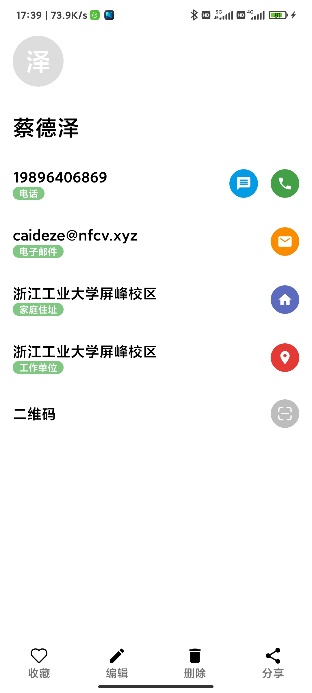 17:39 | 73.9K/s
泽
蔡德泽
19896406869
电话
caideze@nfcv.xyz
电子邮件
浙江工业大学屏峰校区
家庭住址
浙江工业大学屏峰校区
工作单位
二维码
收藏 编辑 删除 分享